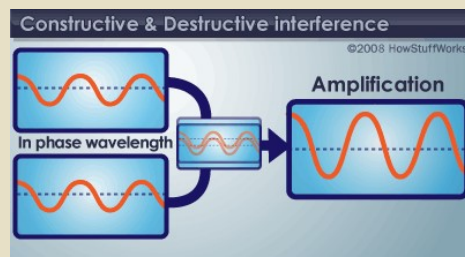 Constructive & Destructive interference
©2008 HowStuffWorks
Amplification
In phase wavelength